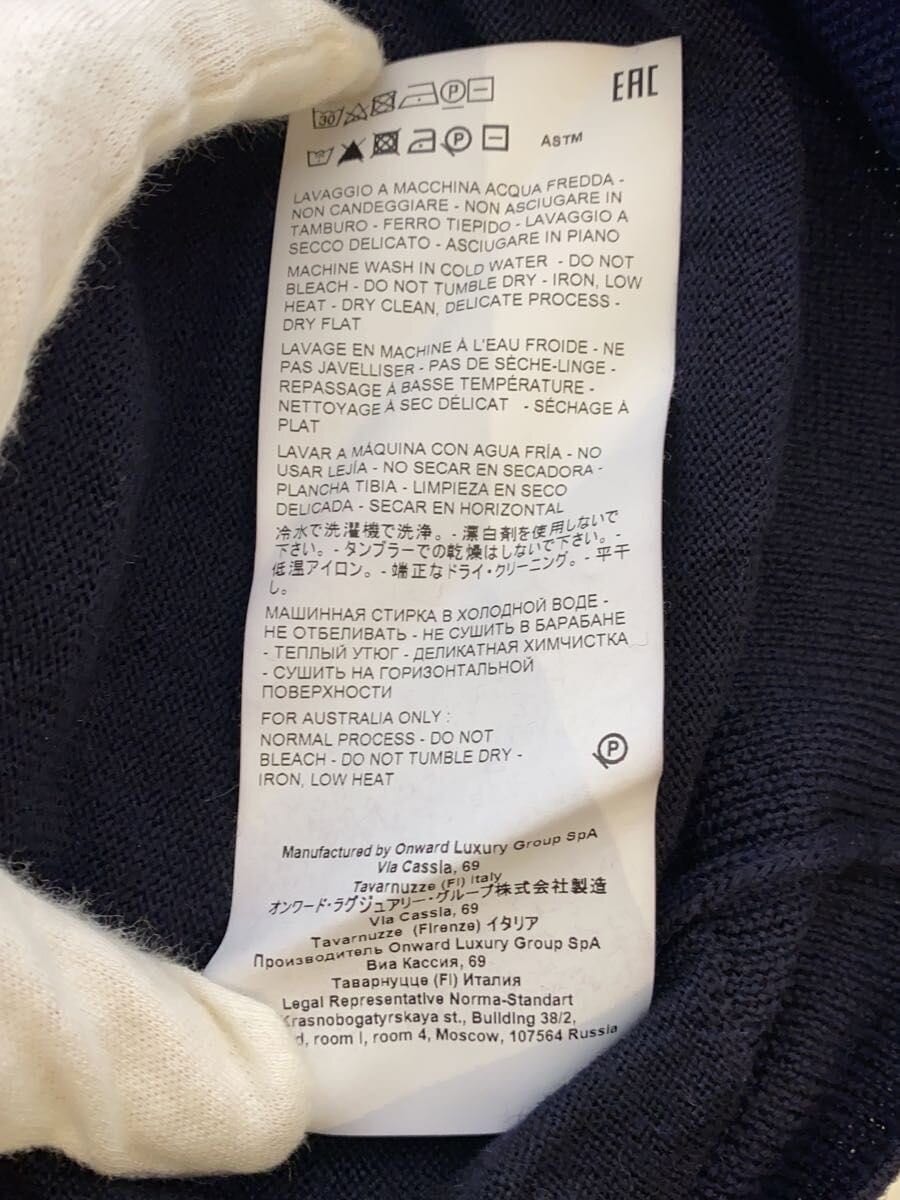 30 P EAC
P ASTM
LAVAGGIO A MACCHINA ACQUA FREDDA -
NON CANDEGGIARE - NON ASCIUGARE IN
TAMBURO - FERRO TIEPIDO - LAVAGGIO A
SECCO DELICATO - ASCIUGARE IN PIANO
MACHINE WASH IN COLD WATER - DO NOT
BLEACH - DO NOT TUMBLE DRY - IRON, LOW
HEAT - DRY CLEAN, DELICATE PROCESS -
DRY FLAT
LAVAGE EN MACHINE À L'EAU FROIDE - NE
PAS JAVELLISER - PAS DE SÈCHE-LINGE -
REPASSAGE À BASSE TEMPÉRATURE -
NETTOYAGE À SEC DÉLICAT - SÉCHAGE À
PLAT
LAVAR A MÁQUINA CON AGUA FRÍA - NO
USAR LEJÍA - NO SECAR EN SECADORA -
PLANCHA TIBIA - LIMPIEZA EN SECO
DELICADA - SECAR EN HORIZONTAL
冷水で洗濯機で洗浄。- 漂白剤を使用しないで
下さい。- タンブラーでの乾燥はしないで下さい。-
低温アイロン。- 端正なドライ・クリーニング。- 平干
し。
МАШИННАЯ СТИРКА В ХОЛОДНОЙ ВОДЕ -
НЕ ОТБЕЛИВАТЬ - НЕ СУШИТЬ В БАРАБАНЕ
- ТЕПЛЫЙ УТЮГ - ДЕЛИКАТНАЯ ХИМЧИСТКА
- СУШИТЬ НА ГОРИЗОНТАЛЬНОЙ
ПОВЕРХНОСТИ
FOR AUSTRALIA ONLY :
NORMAL PROCESS - DO NOT
BLEACH - DO NOT TUMBLE DRY -
IRON, LOW HEAT
P
Manufactured by Onward Luxury Group SpA
Via Cassia, 69
Tavarnuzze (FI) Italy
オンワード・ラグジュアリー・グループ株式会社製造
Via Cassia, 69
Tavarnuzze (Firenze) イタリア
Производитель Onward Luxury Group SpA
Виа Кассия, 69
Таварнуцце (FI) Италия
Legal Representative Norma-Standart
Krasnobogatyrskaya st., Building 38/2,
room I, room 4, Moscow, 107564 Russia